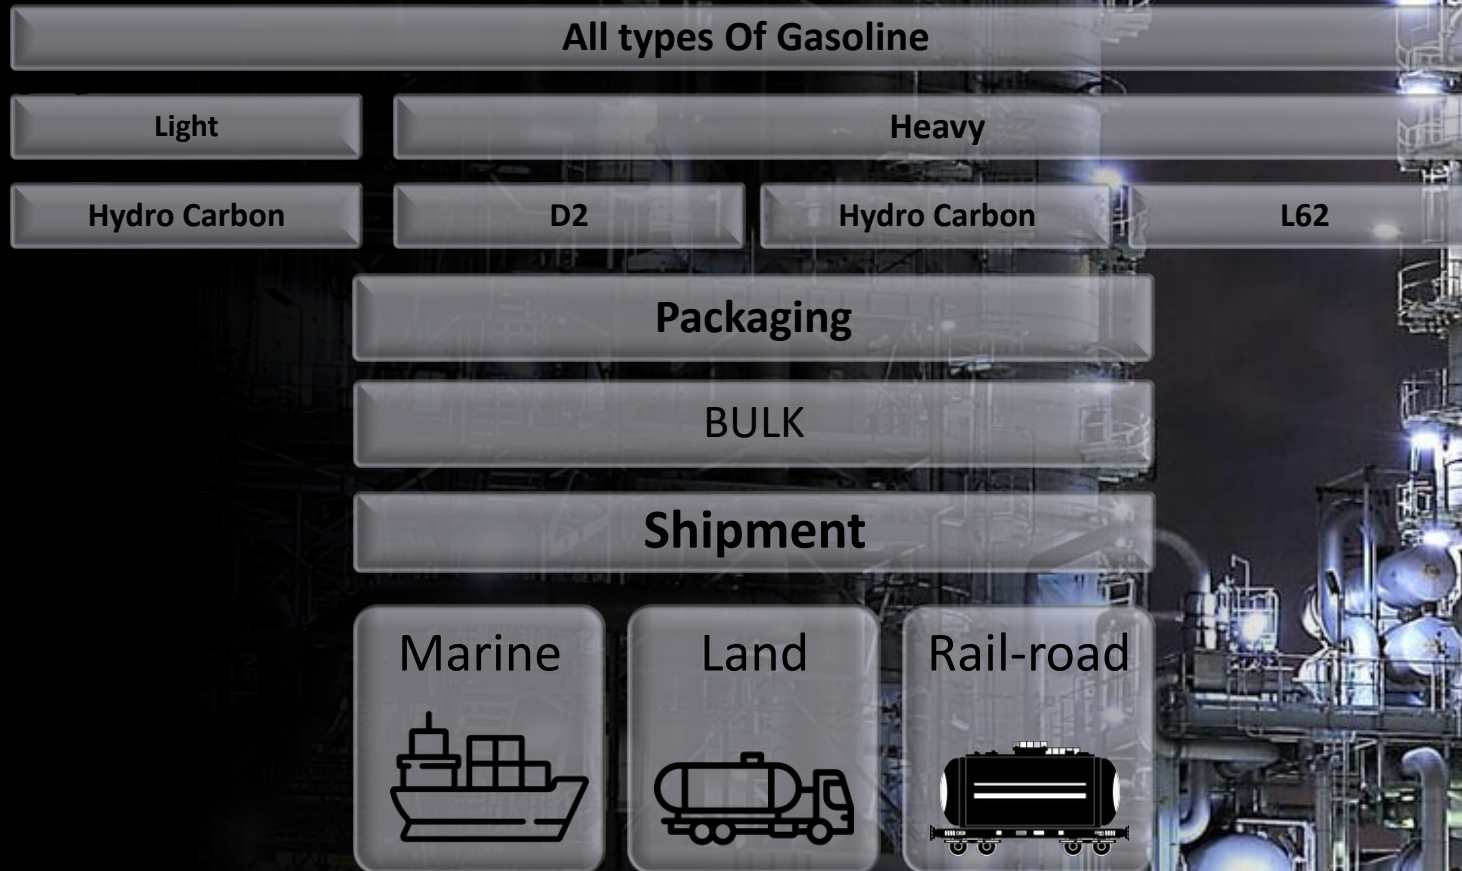 All types Of Gasoline
Light
Heavy
Hydro Carbon
D2
Hydro Carbon
L62
Packaging
BULK
Shipment
Marine
Land
Rail-road